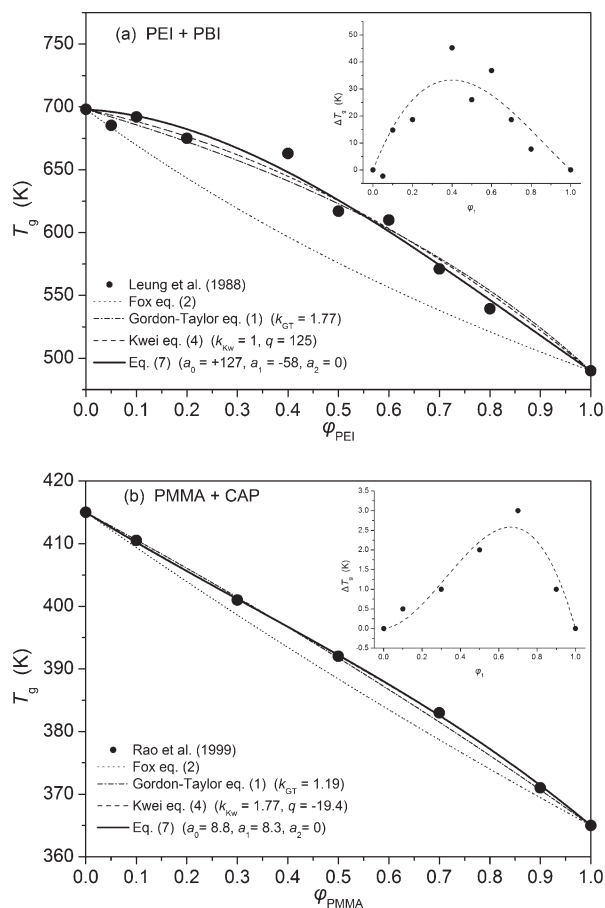 (a) PEI + PBI
750
700
650
600
550
500
T_g (K)
0.0 0.1 0.2 0.3 0.4 0.5 0.6 0.7 0.8 0.9 1.0
φ_PEI
Leung et al. (1988)
Fox eq. (2)
Gordon-Taylor eq. (1) (k_GT = 1.77)
Kwei eq. (4) (k_Kw = 1, q = 125)
Eq. (7) (a_0 = +127, a_1 = -58, a_2 = 0)
50
40
30
20
10
0
ΔT_g (K)
0.0 0.2 0.4 0.6 0.8 1.0
φ_1
(b) PMMA + CAP
420
410
400
390
380
370
360
T_g (K)
0.0 0.1 0.2 0.3 0.4 0.5 0.6 0.7 0.8 0.9 1.0
φ_PMMA
Rao et al. (1999)
Fox eq. (2)
Gordon-Taylor eq. (1) (k_GT = 1.19)
Kwei eq. (4) (k_Kw = 1.77, q = -19.4)
Eq. (7) (a_0= 8.8, a_1= 8.3, a_2= 0)
3.5
3.0
2.5
2.0
1.5
1.0
0.5
0.0
ΔT_g (K)
0.0 0.2 0.4 0.6 0.8 1.0
φ_1